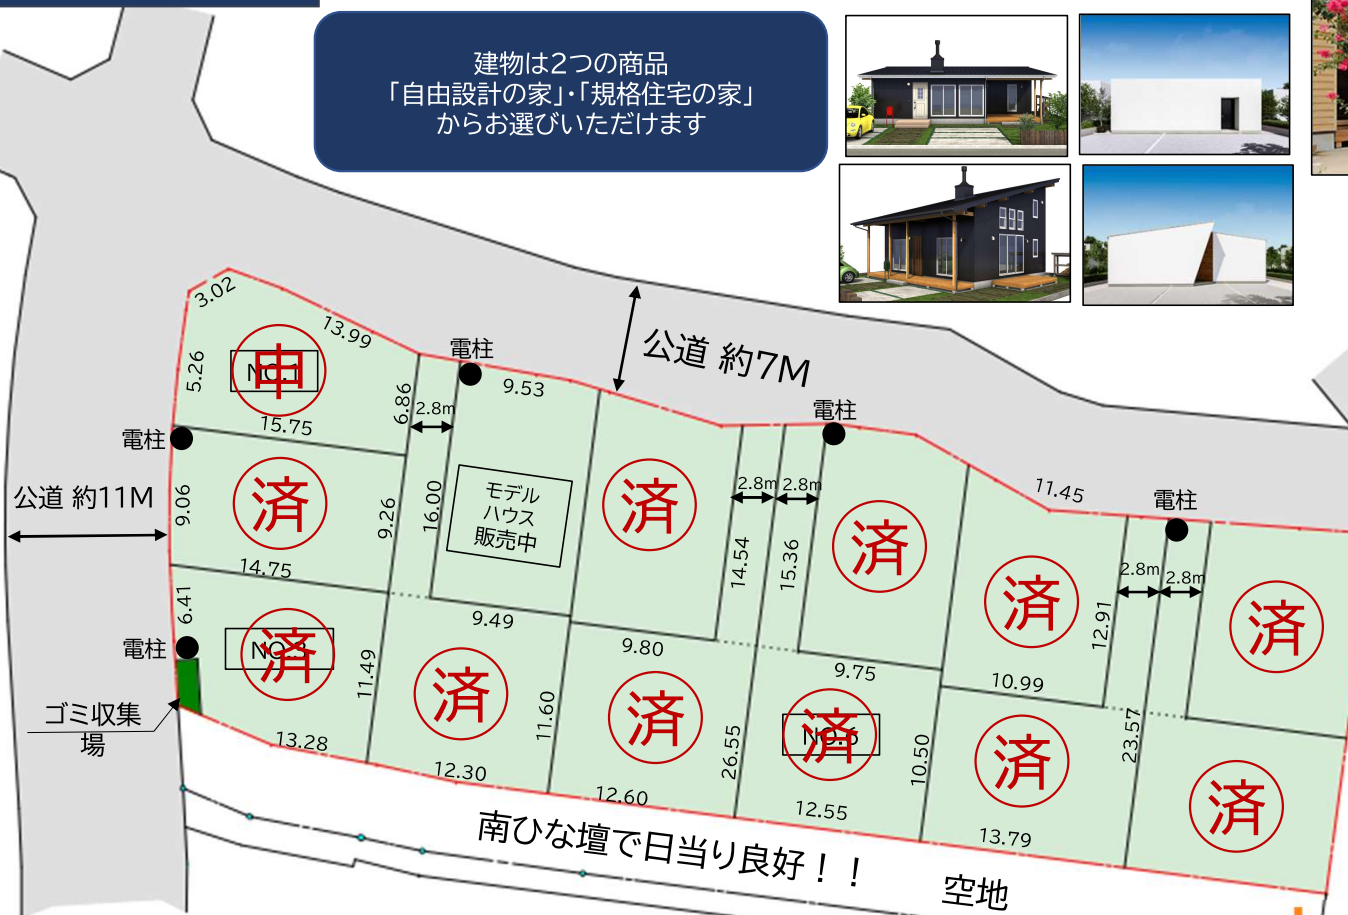 建物は2つの商品
「自由設計の家」・「規格住宅の家」
からお選びいただけます
3.02
13.99
5.26
申
NO.1
15.75
6.86
電柱
2.8m
9.53
公道 約7M
電柱
電柱
公道 約11M
9.06
済
9.26
16.00
モデル
ハウス
販売中
済
2.8m
2.8m
14.54
15.36
済
11.45
電柱
14.75
6.41
電柱
NO.3
済
11.49
9.49
済
11.60
9.80
済
26.55
9.75
済
10.50
済
12.91
2.8m
2.8m
済
10.99
済
23.57
済
ゴミ収集
場
13.28
12.30
12.60
12.55
13.79
南ひな壇で日当り良好！！
空地